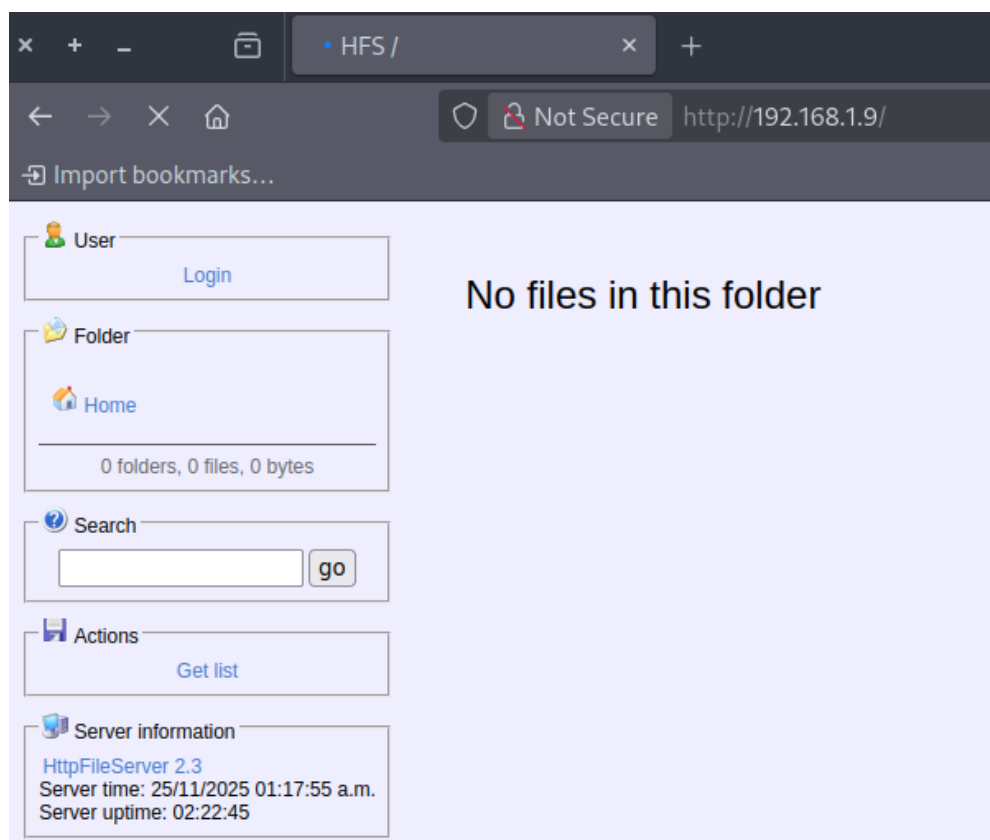 HFS /
Not Secure http://192.168.1.9/
Import bookmarks...
User
Login
No files in this folder
Folder
Home
0 folders, 0 files, 0 bytes
Search
go
Actions
Get list
Server information
HttpFileServer 2.3
Server time: 25/11/2025 01:17:55 a.m.
Server uptime: 02:22:45